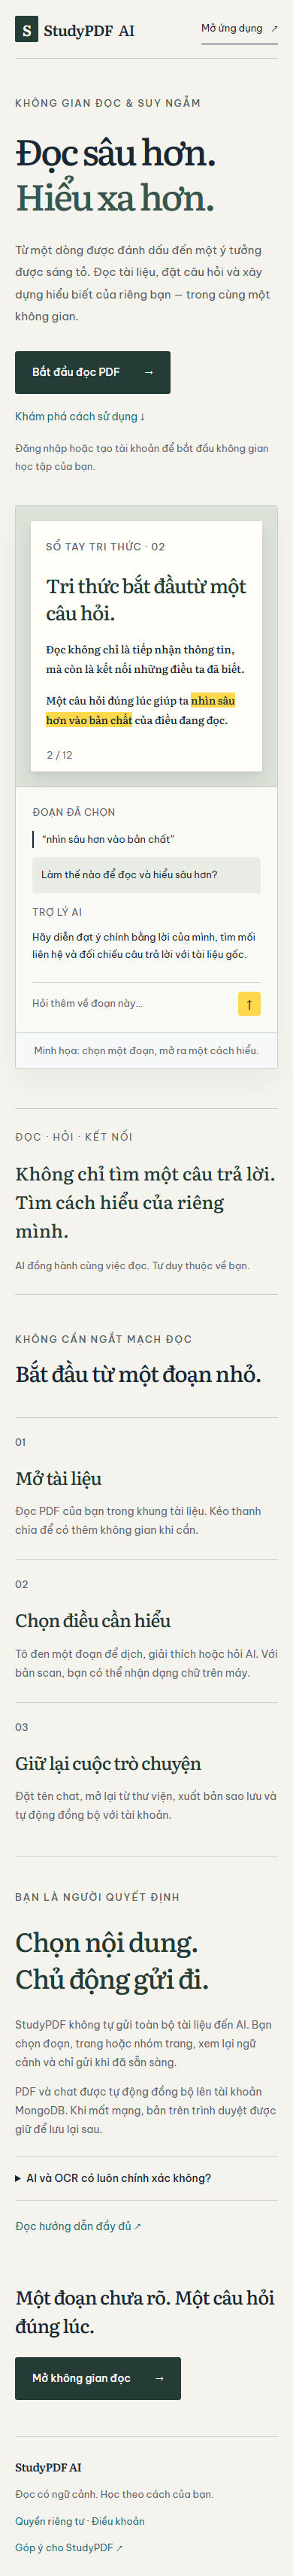 S StudyPDF AI
Mở ứng dụng ↗
KHÔNG GIAN ĐỌC & SUY NGẪM
Đọc sâu hơn.
Hiểu xa hơn.
Từ một dòng được đánh dấu đến một ý tưởng
được sáng tỏ. Đọc tài liệu, đặt câu hỏi và xây
dựng hiểu biết của riêng bạn — trong cùng một
không gian.
Bắt đầu đọc PDF →
Khám phá cách sử dụng ↓
Đăng nhập hoặc tạo tài khoản để bắt đầu không gian
học tập của bạn.
SỔ TAY TRI THỨC · 02
Tri thức bắt đầutừ một
câu hỏi.
Đọc không chỉ là tiếp nhận thông tin,
mà còn là kết nối những điều ta đã biết.
Một câu hỏi đúng lúc giúp ta nhìn sâu
hơn vào bản chất của điều đang đọc.
2 / 12
ĐOẠN ĐÃ CHỌN
“nhìn sâu hơn vào bản chất”
Làm thế nào để đọc và hiểu sâu hơn?
TRỢ LÝ AI
Hãy diễn đạt ý chính bằng lời của mình, tìm mối
liên hệ và đối chiếu câu trả lời với tài liệu gốc.
Hỏi thêm về đoạn này... ↑
Minh họa: chọn một đoạn, mở ra một cách hiểu.
ĐỌC · HỎI · KẾT NỐI
Không chỉ tìm một câu trả lời.
Tìm cách hiểu của riêng
mình.
AI đồng hành cùng việc đọc. Tư duy thuộc về bạn.
KHÔNG CẦN NGẮT MẠCH ĐỌC
Bắt đầu từ một đoạn nhỏ.
01
Mở tài liệu
Đọc PDF của bạn trong khung tài liệu. Kéo thanh
chia để có thêm không gian khi cần.
02
Chọn điều cần hiểu
Tô đen một đoạn để dịch, giải thích hoặc hỏi AI. Với
bản scan, bạn có thể nhận dạng chữ trên máy.
03
Giữ lại cuộc trò chuyện
Đặt tên chat, mở lại từ thư viện, xuất bản sao lưu và
tự động đồng bộ với tài khoản.
BẠN LÀ NGƯỜI QUYẾT ĐỊNH
Chọn nội dung.
Chủ động gửi đi.
StudyPDF không tự gửi toàn bộ tài liệu đến AI. Bạn
chọn đoạn, trang hoặc nhóm trang, xem lại ngữ
cảnh và chỉ gửi khi đã sẵn sàng.
PDF và chat được tự động đồng bộ lên tài khoản
MongoDB. Khi mất mạng, bản trên trình duyệt được
giữ để lưu lại sau.
▶ AI và OCR có luôn chính xác không?
Đọc hướng dẫn đầy đủ ↗
Một đoạn chưa rõ. Một câu hỏi
đúng lúc.
Mở không gian đọc →
StudyPDF AI
Đọc có ngữ cảnh. Học theo cách của bạn.
Quyền riêng tư · Điều khoản
Góp ý cho StudyPDF ↗